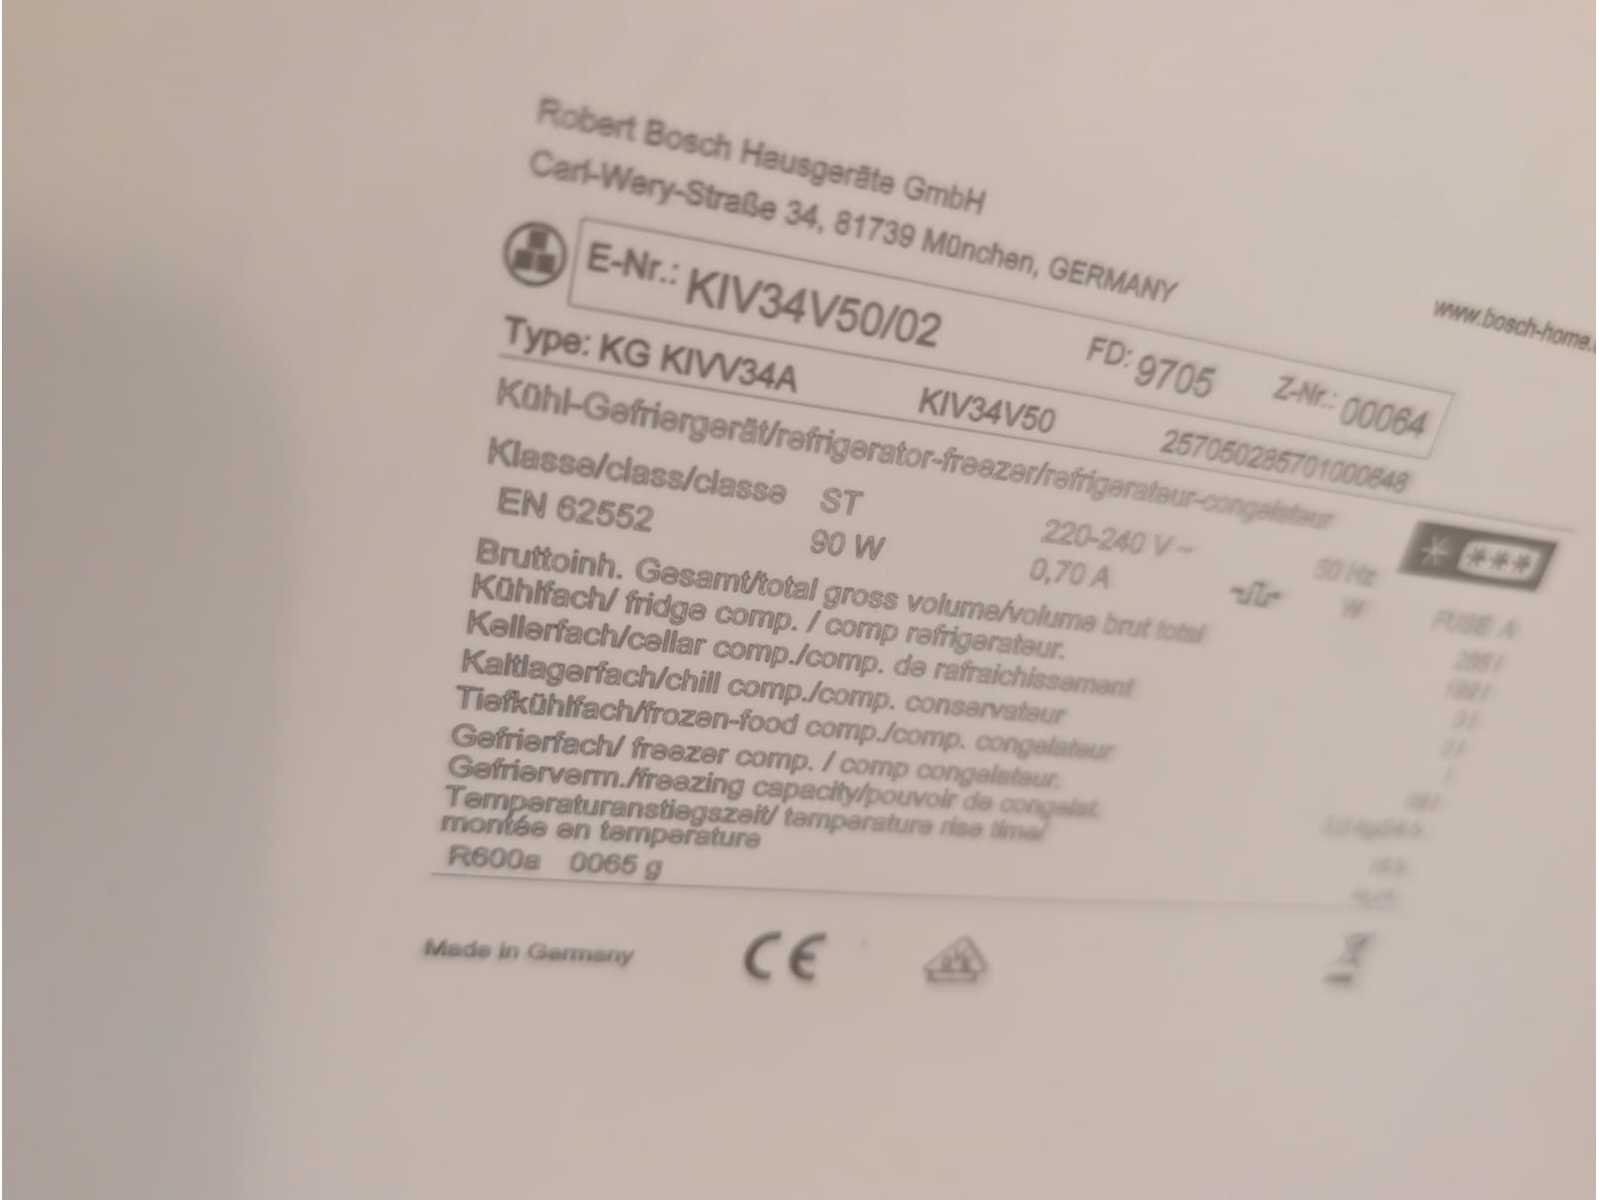 Robert Bosch Hausgeräte GmbH
Carl-Wery-Straße 34, 81739 München, GERMANY
www.bosch-home.
E-Nr.: KIV34V50/02 FD: 9705 Z-Nr.: 00064
Type: KG KIVV34A KIV34V50 257050285701000648
Kühl-Gefriergerät/refrigerator-freezer/refrigerateur-congelateur
Klasse/class/classe ST 220-240 V ~ 50 Hz
EN 62552 90 W 0,70 A W FUSE A
Bruttoinh. Gesamt/total gross volume/volume brut total
Kühlfach/ fridge comp. / comp refrigerateur.
Kellerfach/cellar comp./comp. de rafraichissement
Kaltlagerfach/chill comp./comp. conservateur
Tiefkühlfach/frozen-food comp./comp. congelateur
Gefrierfach/ freezer comp. / comp congelateur.
Gefrierverm./freezing capacity/pouvoir de congelat.
Temperaturanstiegszeit/ temperature rise time/
montée en temperature
R600a 0065 g
Made in Germany CE